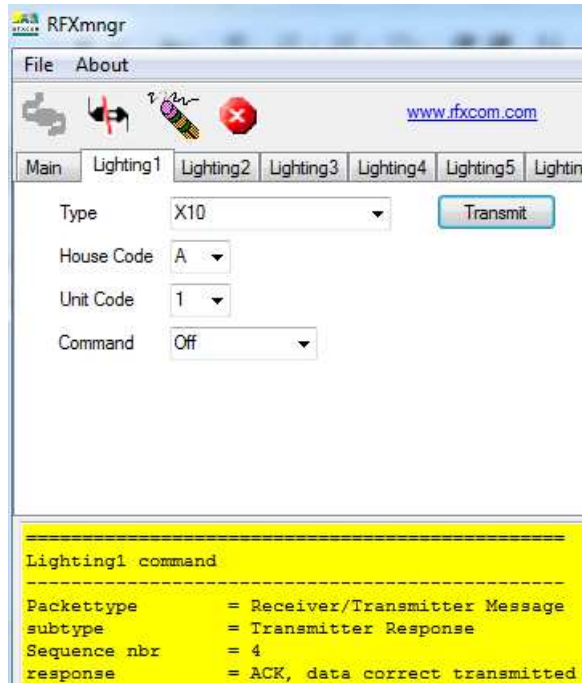 RFXmngr
File About
www.rfxcom.com
Main Lighting1 Lighting2 Lighting3 Lighting4 Lighting5 Lightin
Type X10 Transmit
House Code A
Unit Code 1
Command Off
==================================================
Lighting1 command
--------------------------------------------------
Packettype = Receiver/Transmitter Message
subtype = Transmitter Response
Sequence nbr = 4
response = ACK, data correct transmitted